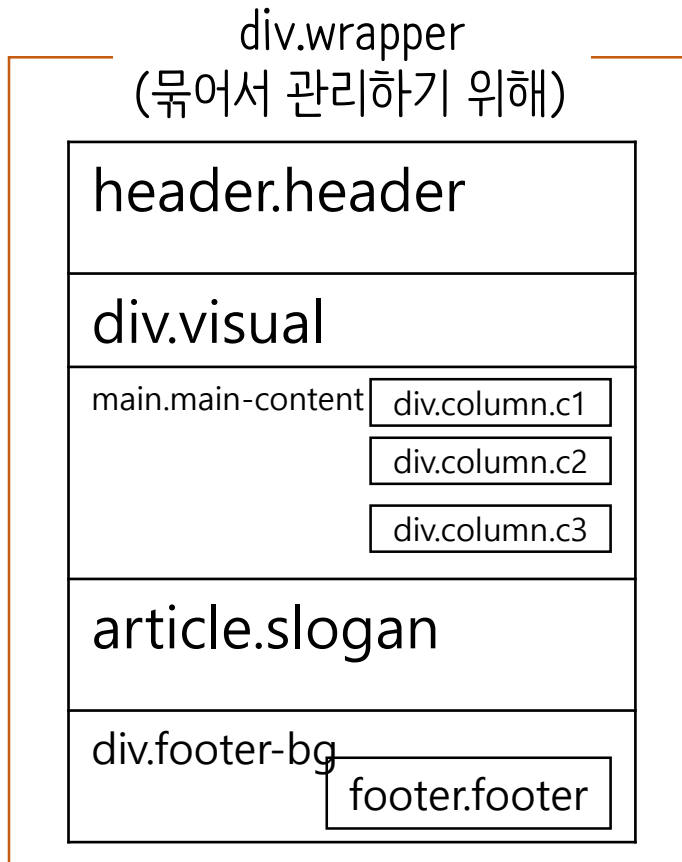 div.wrapper
(묶어서 관리하기 위해)
header.header
div.visual
main.main-content
div.column.c1
div.column.c2
div.column.c3
article.slogan
div.footer-bg
footer.footer